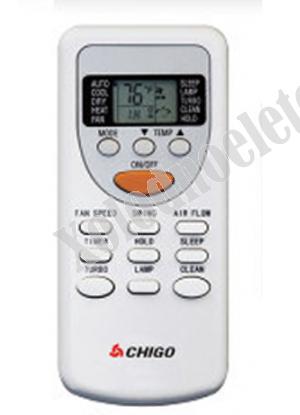 AUTO
COOL
DRY
HEAT
FAN
76°F
SLEEP
LAMP
TURBO
CLEAN
HOLD
MODE ▼ TEMP ▲
ON/OFF
FAN SPEED SWING AIR FLOW
TIMER HOLD SLEEP
TURBO LAMP CLEAN
CHIGO